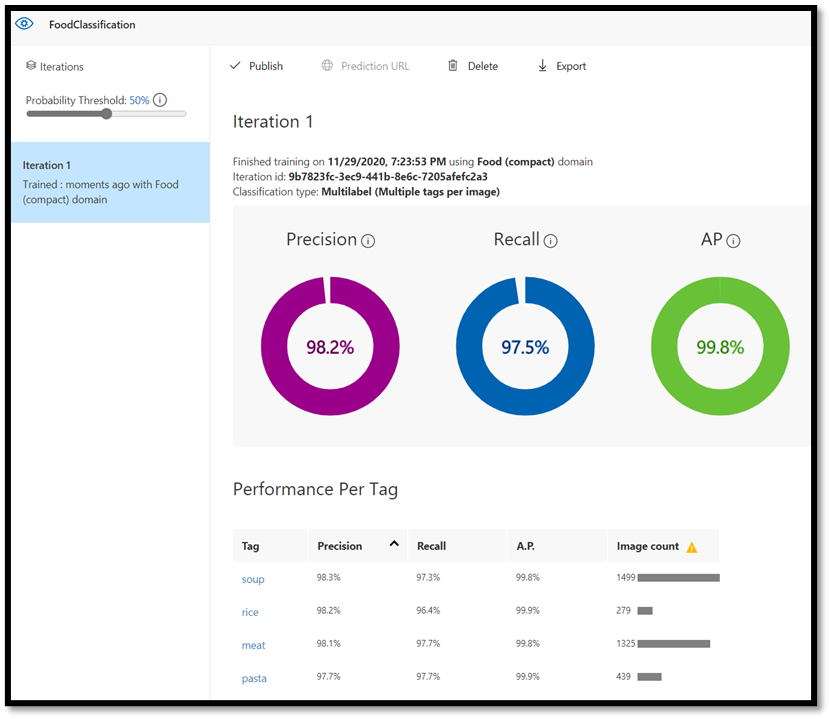 FoodClassification
Iterations
Probability Threshold: 50%
Iteration 1
Trained : moments ago with Food
(compact) domain
Publish
Prediction URL
Delete
Export
Iteration 1
Finished training on 11/29/2020, 7:23:53 PM using Food (compact) domain
Iteration id: 9b7823fc-3ec9-441b-8e6c-7205afefc2a3
Classification type: Multilabel (Multiple tags per image)
Precision Recall AP
98.2% 97.5% 99.8%
Performance Per Tag
Tag Precision Recall A.P. Image count
soup 98.3% 97.3% 99.8% 1499
rice 98.2% 96.4% 99.9% 279
meat 98.1% 97.7% 99.8% 1325
pasta 97.7% 97.7% 99.9% 439